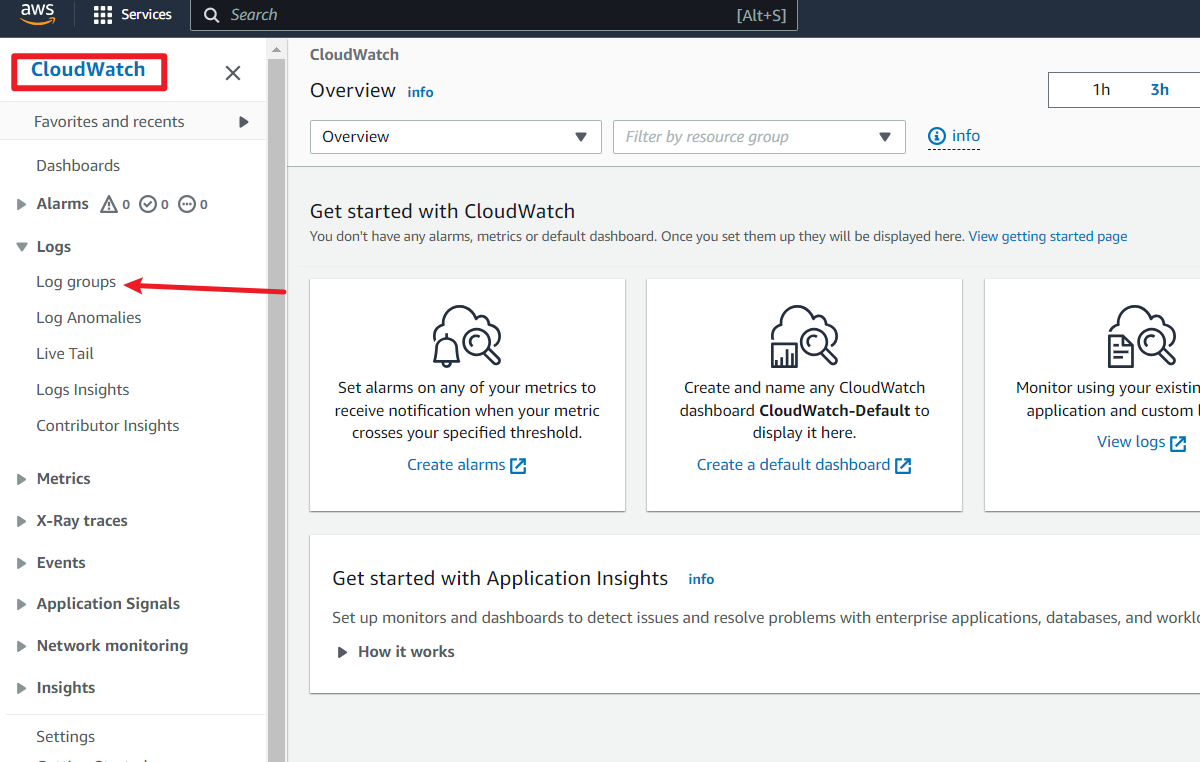 aws
Services
Search
[Alt+S]
CloudWatch
Favorites and recents
Dashboards
Alarms 0 0 0
Logs
Log groups
Log Anomalies
Live Tail
Logs Insights
Contributor Insights
Metrics
X-Ray traces
Events
Application Signals
Network monitoring
Insights
Settings
CloudWatch
Overview info
1h 3h
Overview
Filter by resource group
info
Get started with CloudWatch
You don't have any alarms, metrics or default dashboard. Once you set them up they will be displayed here. View getting started page
Set alarms on any of your metrics to
receive notification when your metric
crosses your specified threshold.
Create alarms
Create and name any CloudWatch
dashboard CloudWatch-Default to
display it here.
Create a default dashboard
Monitor using your existin
application and custom
View logs
Get started with Application Insights info
Set up monitors and dashboards to detect issues and resolve problems with enterprise applications, databases, and
How it works